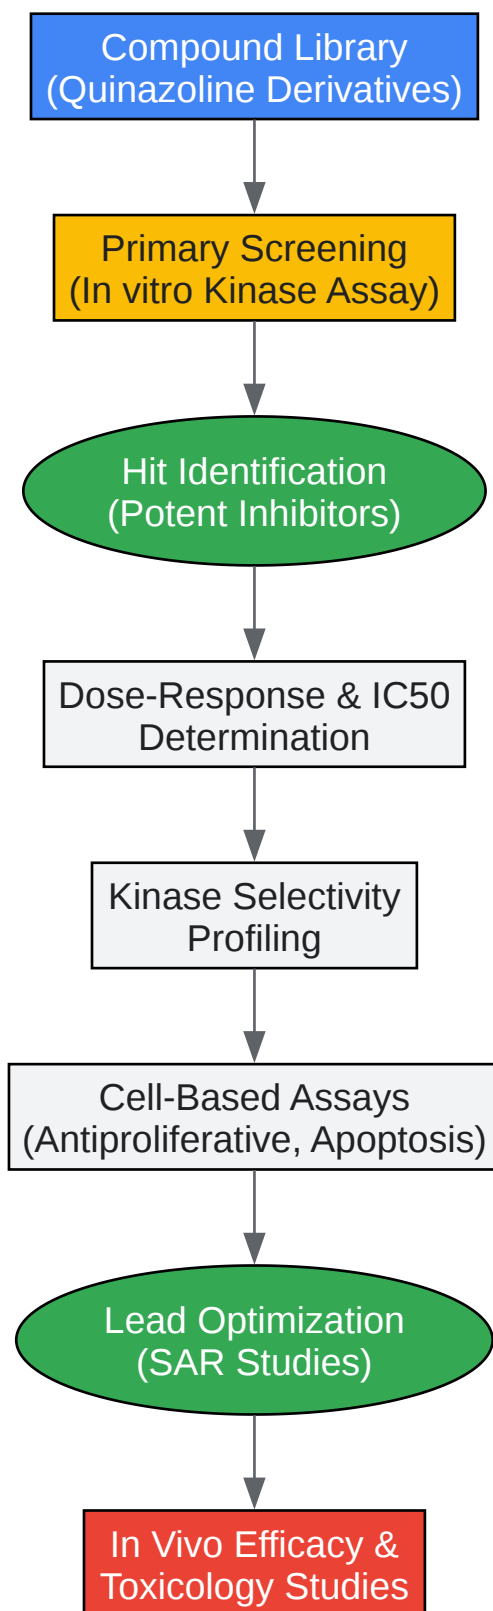 Compound Library
(Quinazoline Derivatives)
Primary Screening
(In vitro Kinase Assay)
Hit Identification
(Potent Inhibitors)
Dose-Response & IC50
Determination
Kinase Selectivity
Profiling
Cell-Based Assays
(Antiproliferative, Apoptosis)
Lead Optimization
(SAR Studies)
In Vivo Efficacy &
Toxicology Studies